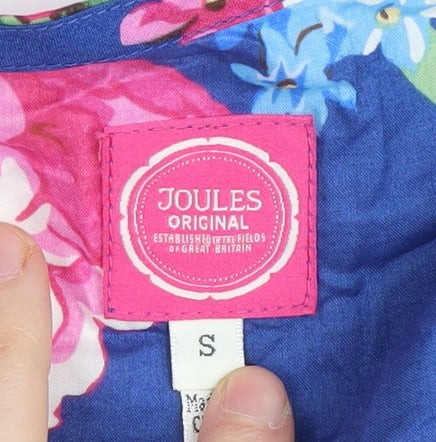 JOULES
ORIGINAL
ESTABLISHED IN THE FIELDS
OF GREAT BRITAIN
S